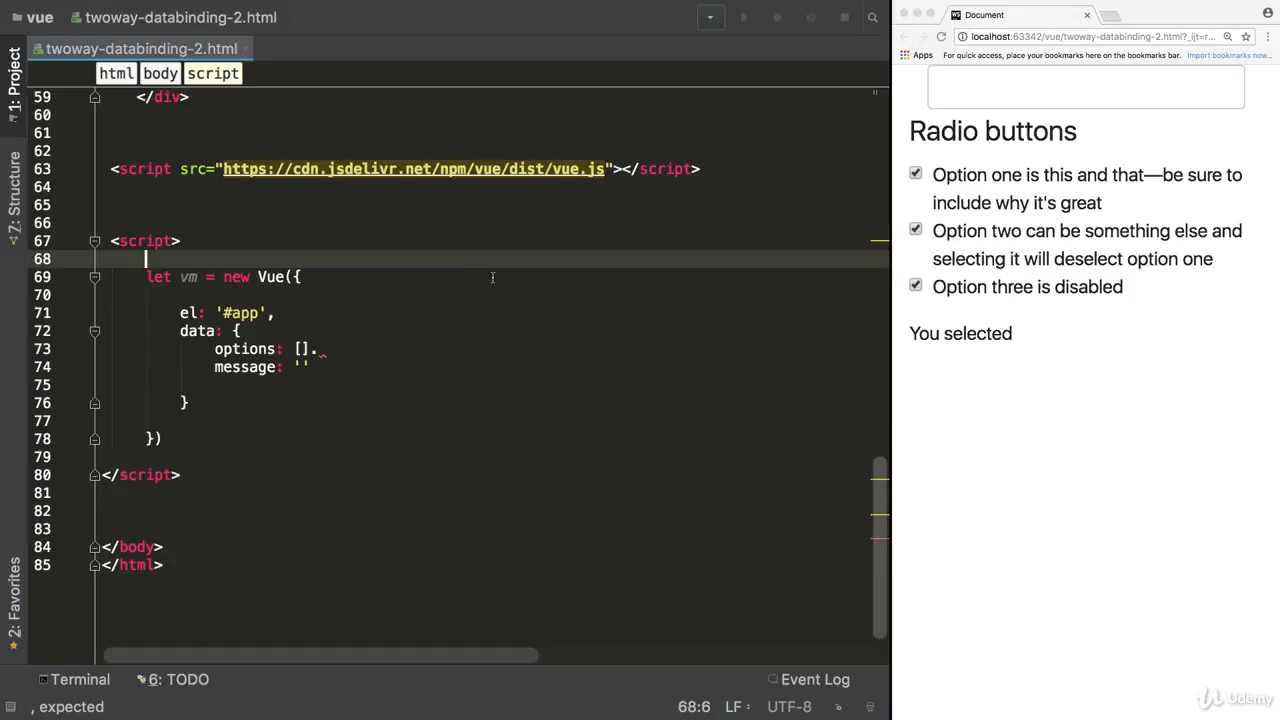 vue twoway-databinding-2.html
twoway-databinding-2.html
html body script
59 </div>
60
61
62
63 <script src="https://cdn.jsdelivr.net/npm/vue/dist/vue.js"></script>
64
65
66
67 <script>
68
69 let vm = new Vue({
70
71 el: '#app',
72 data: {
73 options: [].
74 message: ''
75
76 }
77
78 })
79
80 </script>
81
82
83
84 </body>
85 </html>
1: Project
7: Structure
2: Favorites
Terminal 6: TODO Event Log
, expected 68:6 LF UTF-8
WS Document
localhost:63342/vue/twoway-databinding-2.html?_ijt=r...
Apps For quick access, place your bookmarks here on the bookmarks bar. Import bookmarks now...
Radio buttons
Option one is this and that—be sure to
include why it's great
Option two can be something else and
selecting it will deselect option one
Option three is disabled
You selected
Udemy